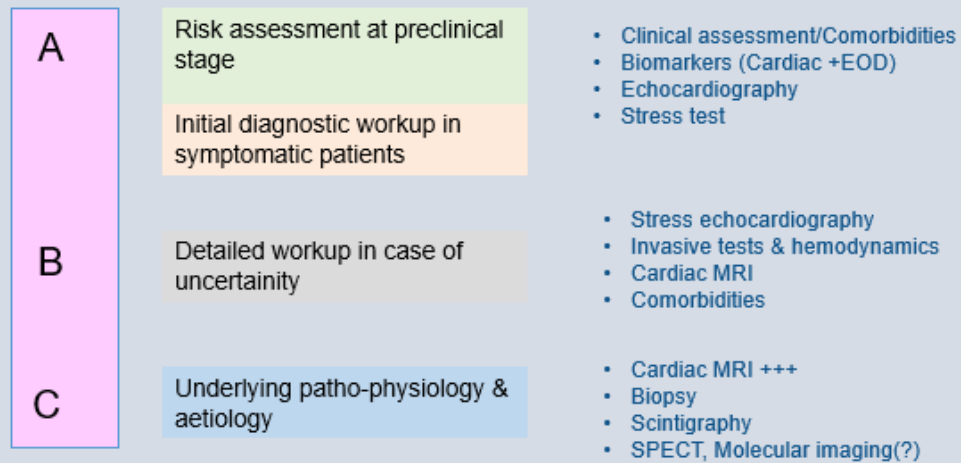 A
Risk assessment at preclinical
stage
• Clinical assessment/Comorbidities
• Biomarkers (Cardiac +EOD)
• Echocardiography
• Stress test
Initial diagnostic workup in
symptomatic patients
B
Detailed workup in case of
uncertainity
• Stress echocardiography
• Invasive tests & hemodynamics
• Cardiac MRI
• Comorbidities
C
Underlying patho-physiology &
aetiology
• Cardiac MRI +++
• Biopsy
• Scintigraphy
• SPECT, Molecular imaging(?)